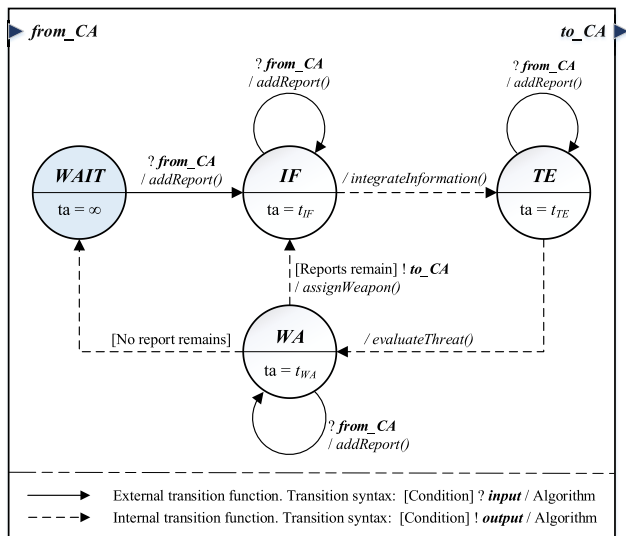 from_CA to_CA
? from_CA
/ addReport()
? from_CA
/ addReport()
? from_CA
/ addReport()
WAIT
ta = ∞
IF
ta = t_IF
/ integrateInformation()
TE
ta = t_TE
[Reports remain] ! to_CA
/ assignWeapon()
[No report remains]
WA
ta = t_WA
/ evaluateThreat()
? from_CA
/ addReport()
External transition function. Transition syntax: [Condition] ? input / Algorithm
Internal transition function. Transition syntax: [Condition] ! output / Algorithm